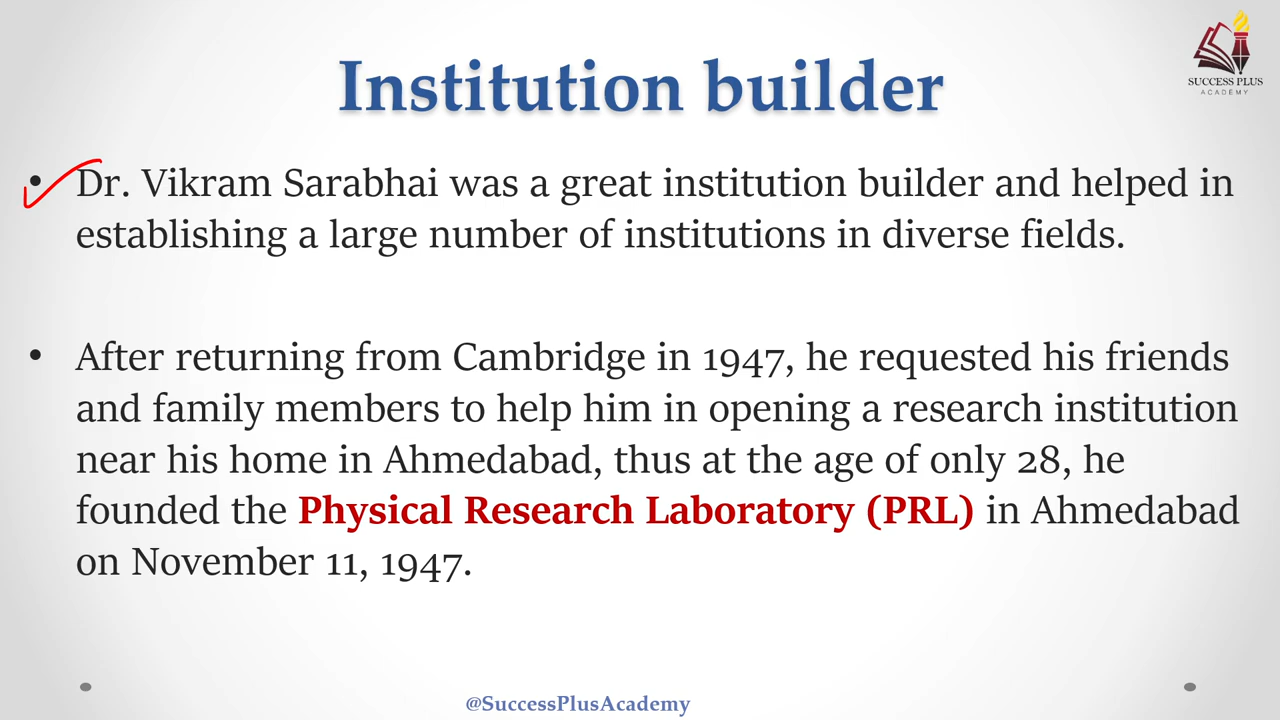 SUCCESS PLUS
ACADEMY
Institution builder
• Dr. Vikram Sarabhai was a great institution builder and helped in
establishing a large number of institutions in diverse fields.
• After returning from Cambridge in 1947, he requested his friends
and family members to help him in opening a research institution
near his home in Ahmedabad, thus at the age of only 28, he
founded the Physical Research Laboratory (PRL) in Ahmedabad
on November 11, 1947.
@SuccessPlusAcademy